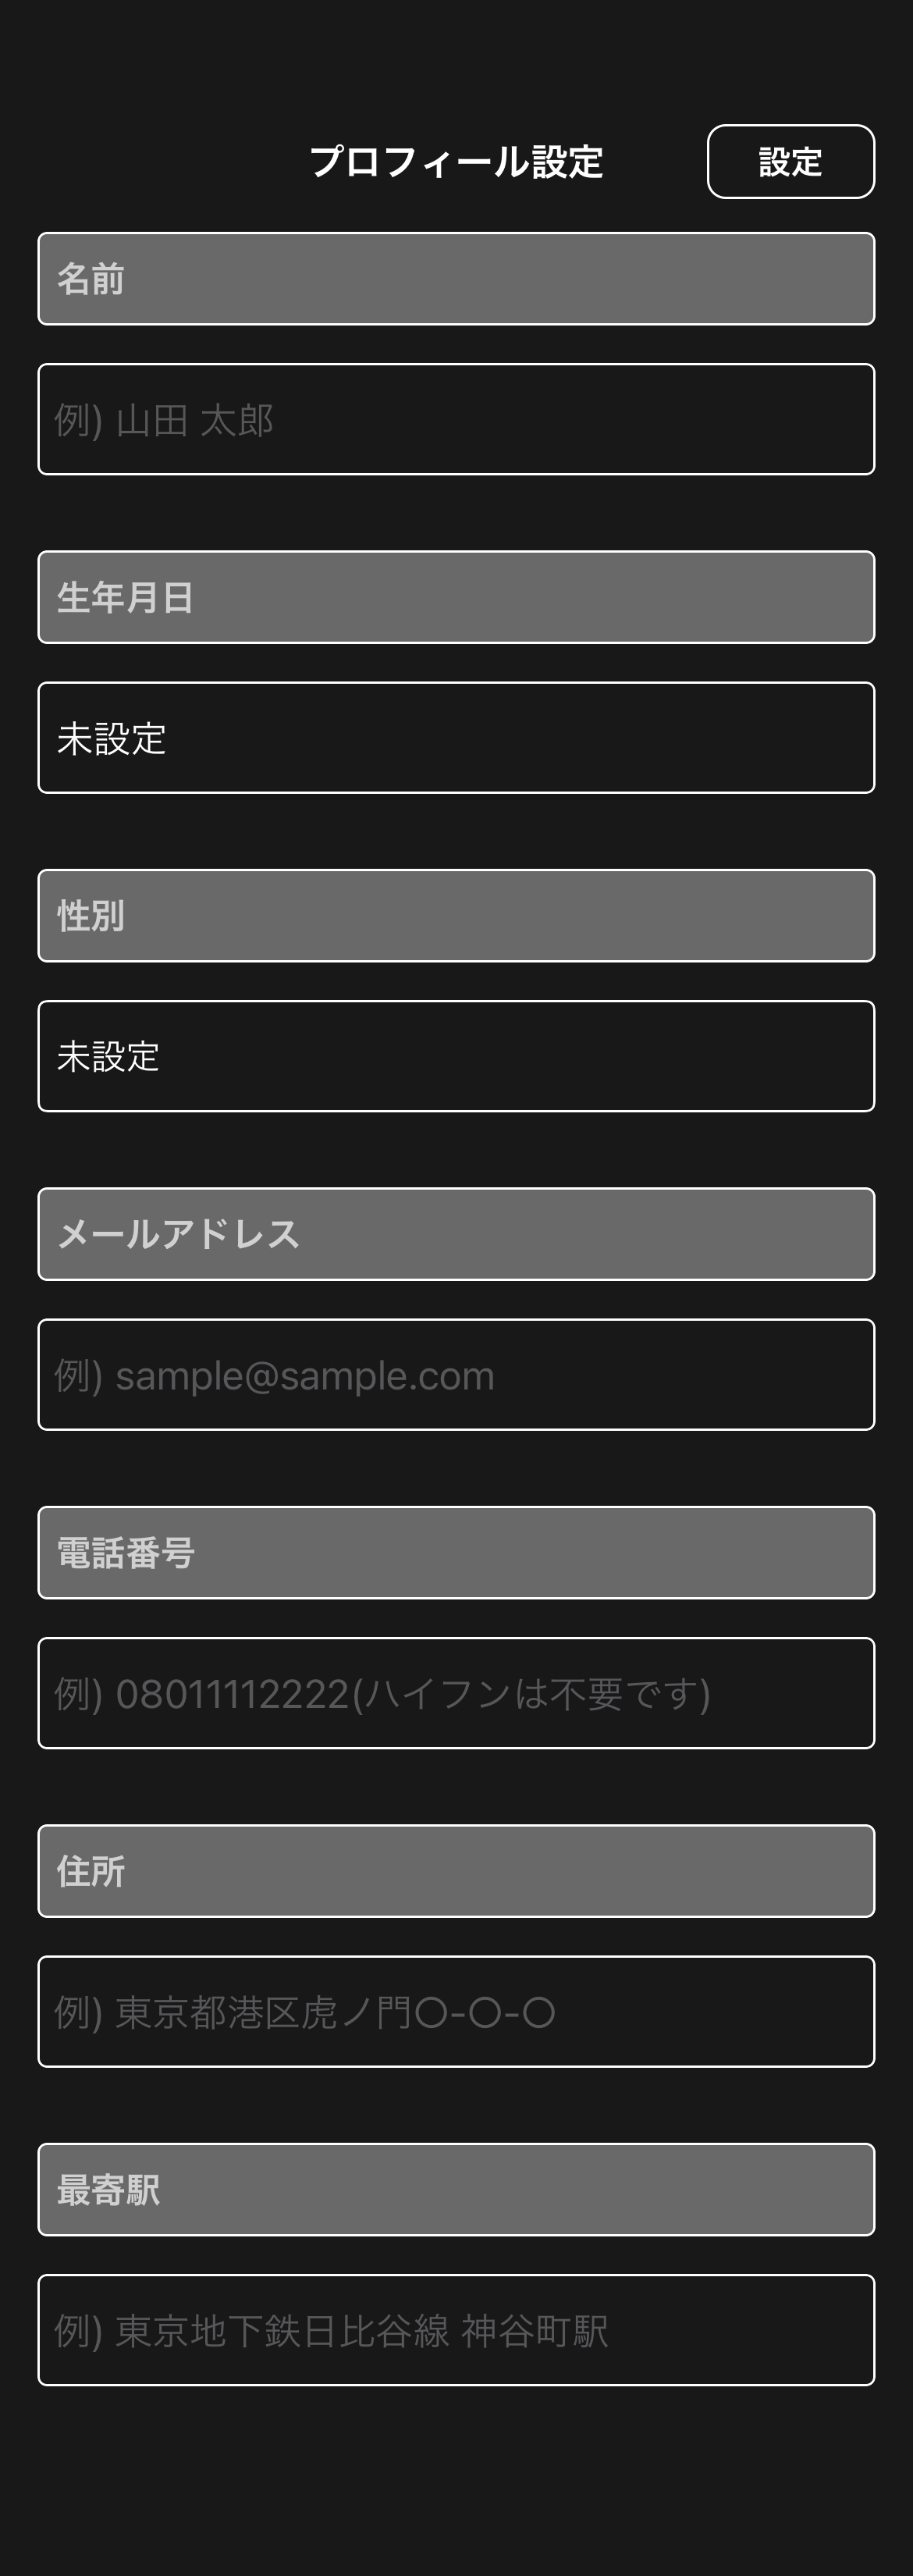 プロフィール設定
設定
名前
例) 山田 太郎
生年月日
未設定
性別
未設定
メールアドレス
例) sample@sample.com
電話番号
例) 08011112222(ハイフンは不要です)
住所
例) 東京都港区虎ノ門〇-〇-〇
最寄駅
例) 東京地下鉄日比谷線 神谷町駅